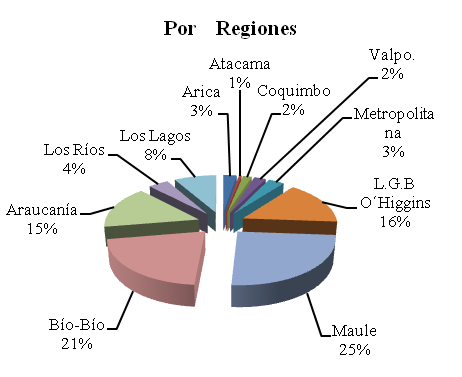 Por Regiones
Atacama
1%
Valpo.
2%
Arica
3%
Coquimbo
2%
Metropolita
na
3%
Los Lagos
8%
Los Ríos
4%
L.G.B
O´Higgins
16%
Araucanía
15%
Bío-Bío
21%
Maule
25%